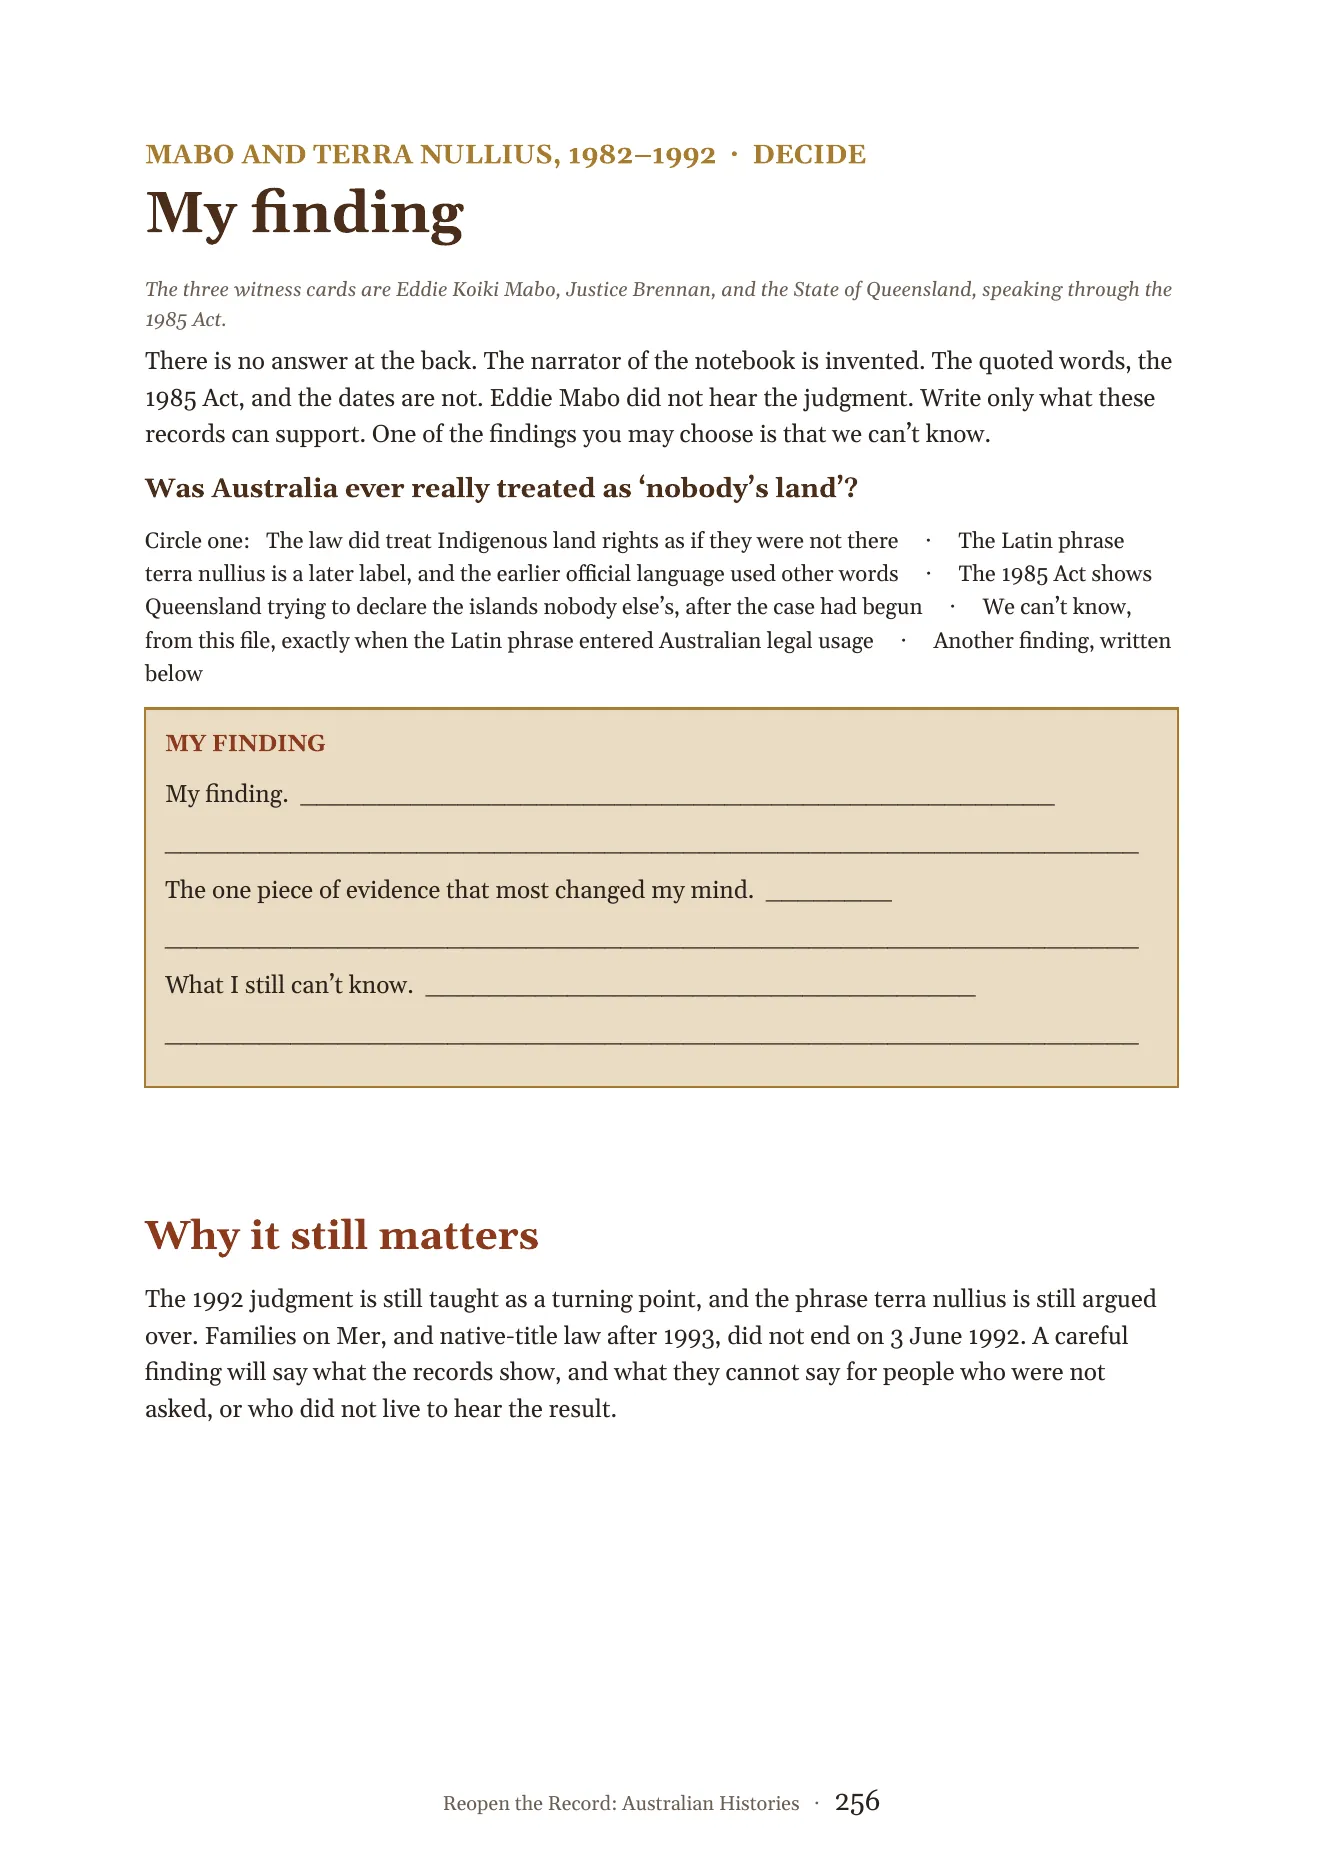 MABO AND TERRA NULLIUS, 1982–1992 · DECIDE
My finding
The three witness cards are Eddie Koiki Mabo, Justice Brennan, and the State of Queensland, speaking through the
1985 Act.
There is no answer at the back. The narrator of the notebook is invented. The quoted words, the
1985 Act, and the dates are not. Eddie Mabo did not hear the judgment. Write only what these
records can support. One of the findings you may choose is that we can’t know.
Was Australia ever really treated as ‘nobody’s land’?
Circle one: The law did treat Indigenous land rights as if they were not there · The Latin phrase
terra nullius is a later label, and the earlier official language used other words · The 1985 Act shows
Queensland trying to declare the islands nobody else’s, after the case had begun · We can’t know,
from this file, exactly when the Latin phrase entered Australian legal usage · Another finding, written
below
MY FINDING
My finding. ____________________________________________
____________________________________________
The one piece of evidence that most changed my mind. ________
____________________________________________
What I still can’t know. ________________________________
____________________________________________
Why it still matters
The 1992 judgment is still taught as a turning point, and the phrase terra nullius is still argued
over. Families on Mer, and native-title law after 1993, did not end on 3 June 1992. A careful
finding will say what the records show, and what they cannot say for people who were not
asked, or who did not live to hear the result.
Reopen the Record: Australian Histories · 256